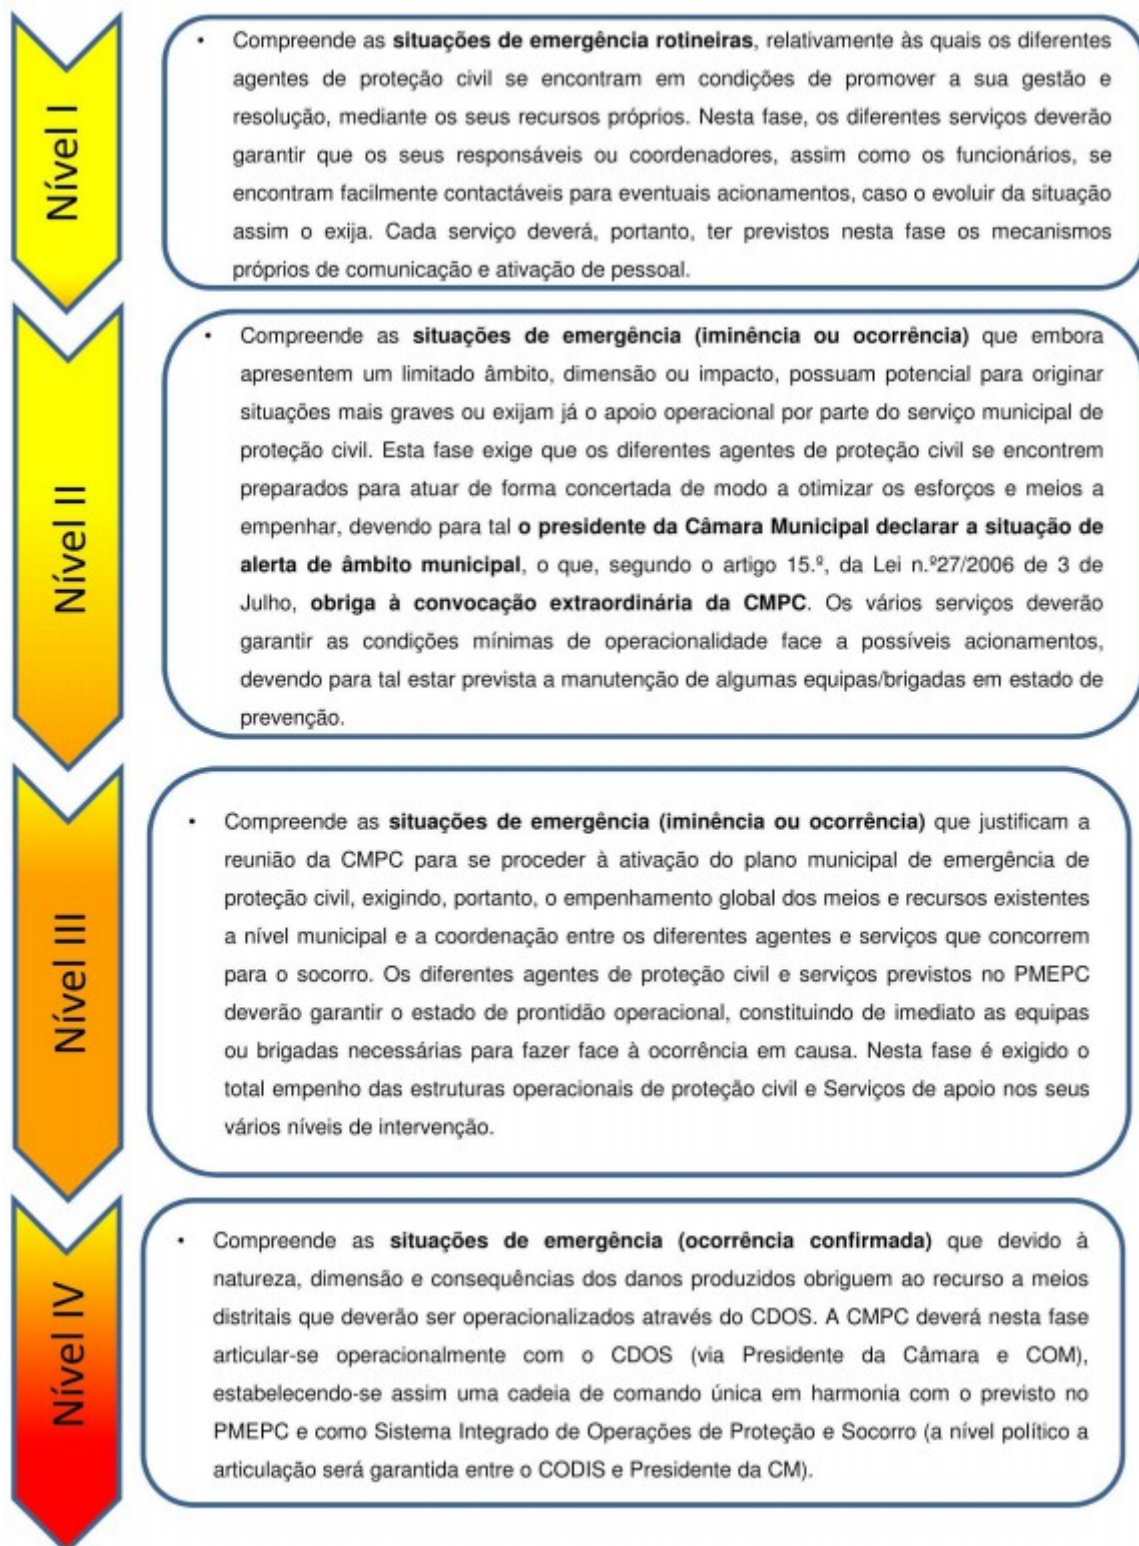 Nível I
• Compreende as situações de emergência rotineiras, relativamente às quais os diferentes
agentes de proteção civil se encontram em condições de promover a sua gestão e
resolução, mediante os seus recursos próprios. Nesta fase, os diferentes serviços deverão
garantir que os seus responsáveis ou coordenadores, assim como os funcionários, se
encontram facilmente contactáveis para eventuais acionamentos, caso o evoluir da situação
assim o exija. Cada serviço deverá, portanto, ter previstos nesta fase os mecanismos
próprios de comunicação e ativação de pessoal.
Nível II
• Compreende as situações de emergência (iminência ou ocorrência) que embora
apresentem um limitado âmbito, dimensão ou impacto, possuam potencial para originar
situações mais graves ou exijam já o apoio operacional por parte do serviço municipal de
proteção civil. Esta fase exige que os diferentes agentes de proteção civil se encontrem
preparados para atuar de forma concertada de modo a otimizar os esforços e meios a
empenhar, devendo para tal o presidente da Câmara Municipal declarar a situação de
alerta de âmbito municipal, o que, segundo o artigo 15.º, da Lei n.º27/2006 de 3 de
Julho, obriga à convocação extraordinária da CMPC. Os vários serviços deverão
garantir as condições mínimas de operacionalidade face a possíveis acionamentos,
devendo para tal estar prevista a manutenção de algumas equipas/brigadas em estado de
prevenção.
Nível III
• Compreende as situações de emergência (iminência ou ocorrência) que justificam a
reunião da CMPC para se proceder à ativação do plano municipal de emergência de
proteção civil, exigindo, portanto, o empenhamento global dos meios e recursos existentes
a nível municipal e a coordenação entre os diferentes agentes e serviços que concorrem
para o socorro. Os diferentes agentes de proteção civil e serviços previstos no PMEPC
deverão garantir o estado de prontidão operacional, constituindo de imediato as equipas
ou brigadas necessárias para fazer face à ocorrência em causa. Nesta fase é exigido o
total empenho das estruturas operacionais de proteção civil e Serviços de apoio nos seus
vários níveis de intervenção.
Nível IV
• Compreende as situações de emergência (ocorrência confirmada) que devido à
natureza, dimensão e consequências dos danos produzidos obriguem ao recurso a meios
distritais que deverão ser operacionalizados através do CDOS. A CMPC deverá nesta fase
articular-se operacionalmente com o CDOS (via Presidente da Câmara e COM),
estabelecendo-se assim uma cadeia de comando única em harmonia com o previsto no
PMEPC e como Sistema Integrado de Operações de Proteção e Socorro (a nível político a
articulação será garantida entre o CODIS e Presidente da CM).